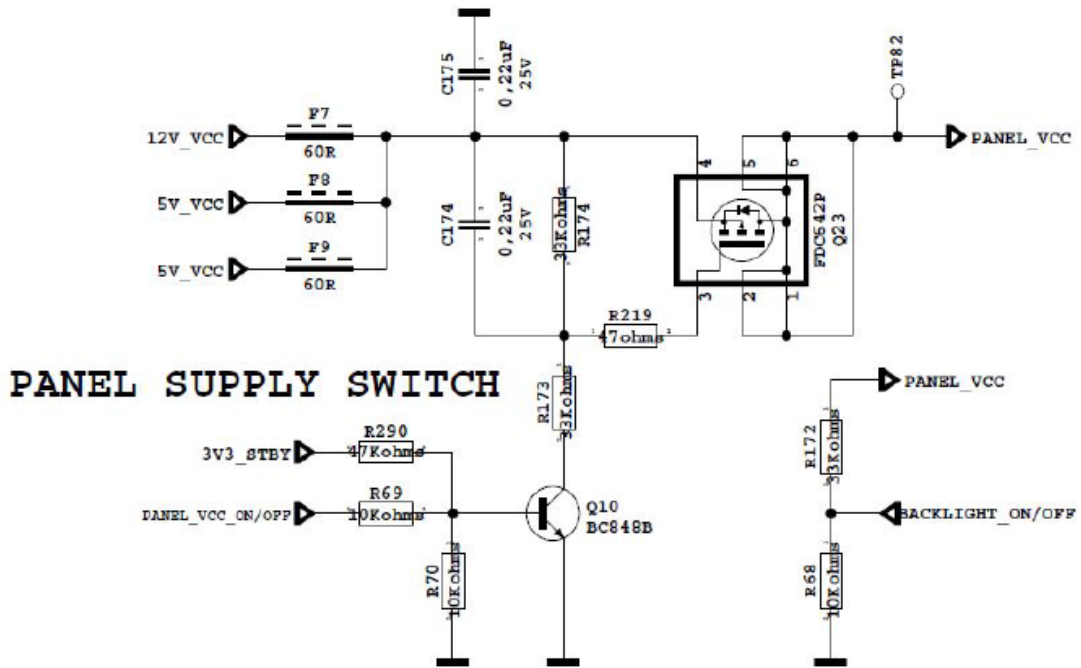 C175
0,22uF
25V
TP82
F7
12V_VCC
60R
PANEL_VCC
F8
5V_VCC
60R
C174
0,22uF
25V
33Kohms
R174
4
5
6
FDC642P
Q23
F9
5V_VCC
60R
3
2
1
R219
47ohms
PANEL SUPPLY SWITCH
R173
33Kohms
PANEL_VCC
R290
3V3_STBY
47Kohms
R172
33Kohms
R69
PANEL_VCC_ON/OFF
10Kohms
Q10
BC848B
BACKLIGHT_ON/OFF
R70
10Kohms
R68
10Kohms